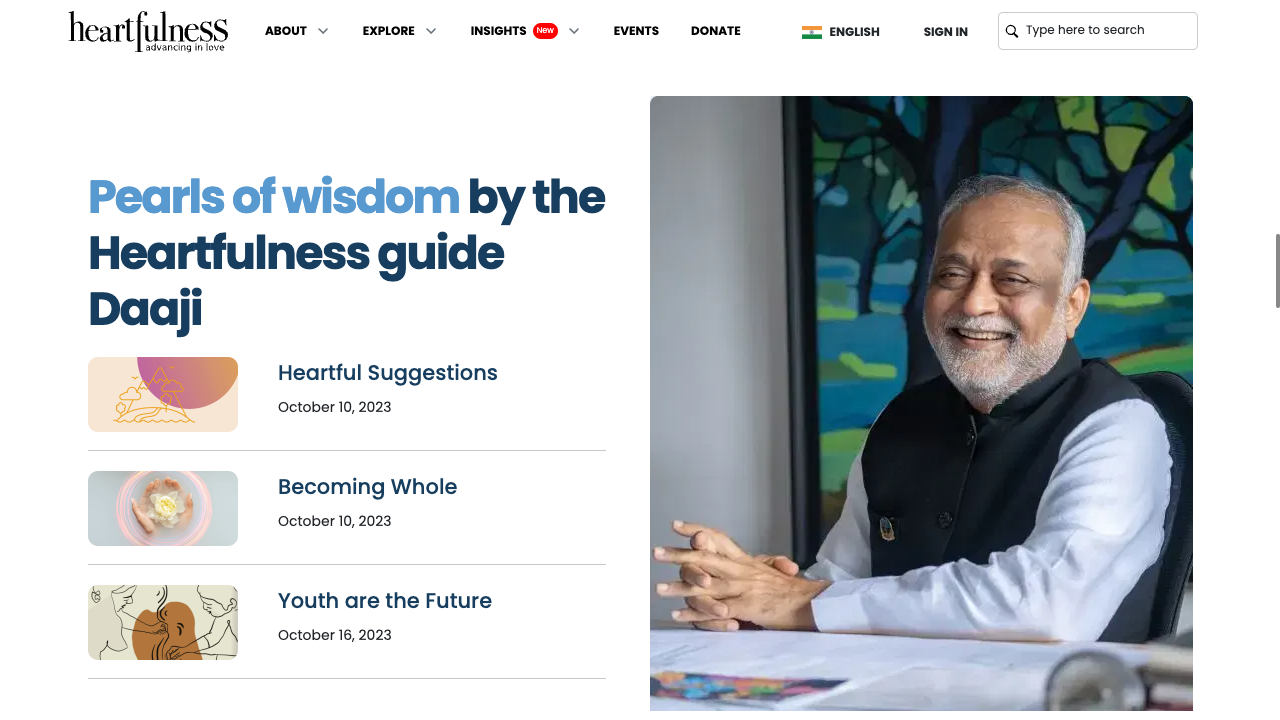 heartfulness
advancing in love
ABOUT
EXPLORE
INSIGHTS New
EVENTS
DONATE
ENGLISH
SIGN IN
Type here to search
Pearls of wisdom by the
Heartfulness guide
Daaji
Heartful Suggestions
October 10, 2023
Becoming Whole
October 10, 2023
Youth are the Future
October 16, 2023